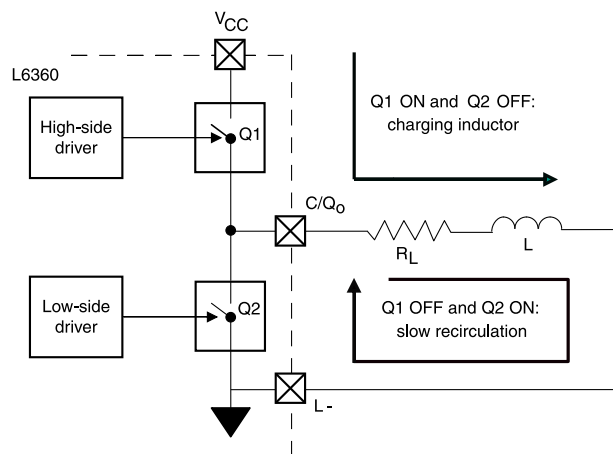 V_CC
L6360
High-side
driver
Q1
Q1 ON and Q2 OFF:
charging inductor
C/Q_O
R_L
L
Low-side
driver
Q2
Q1 OFF and Q2 ON:
slow recirculation
L-